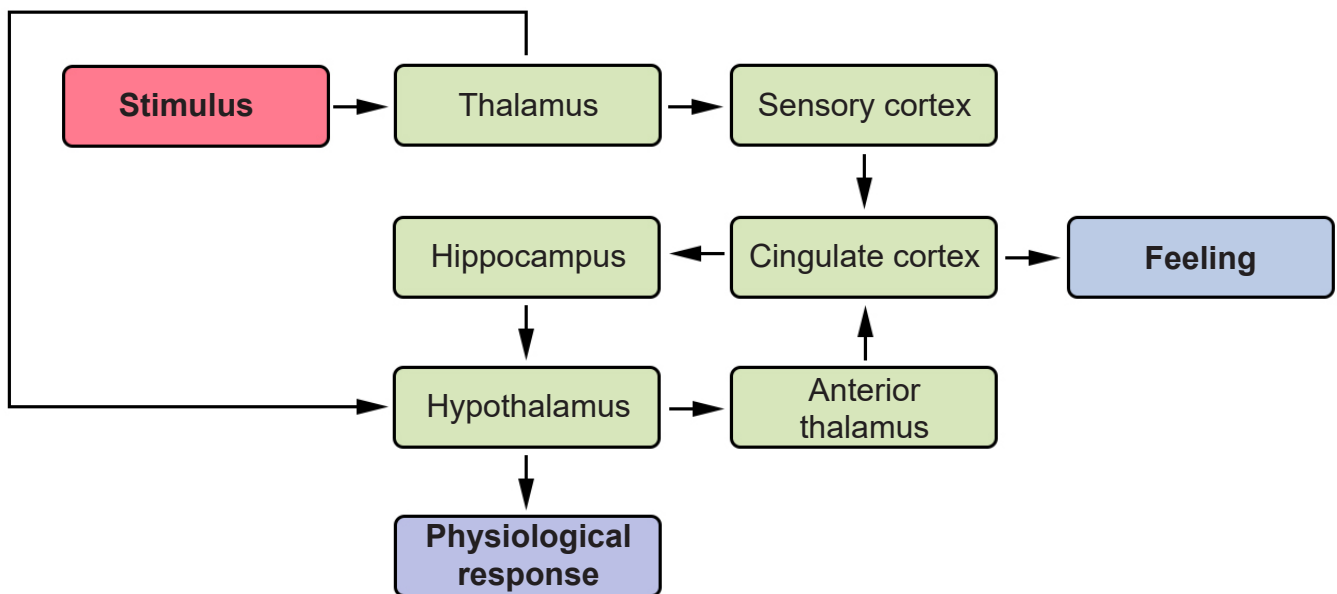 Stimulus
Thalamus
Sensory cortex
Hippocampus
Cingulate cortex
Feeling
Hypothalamus
Anterior
thalamus
Physiological
response